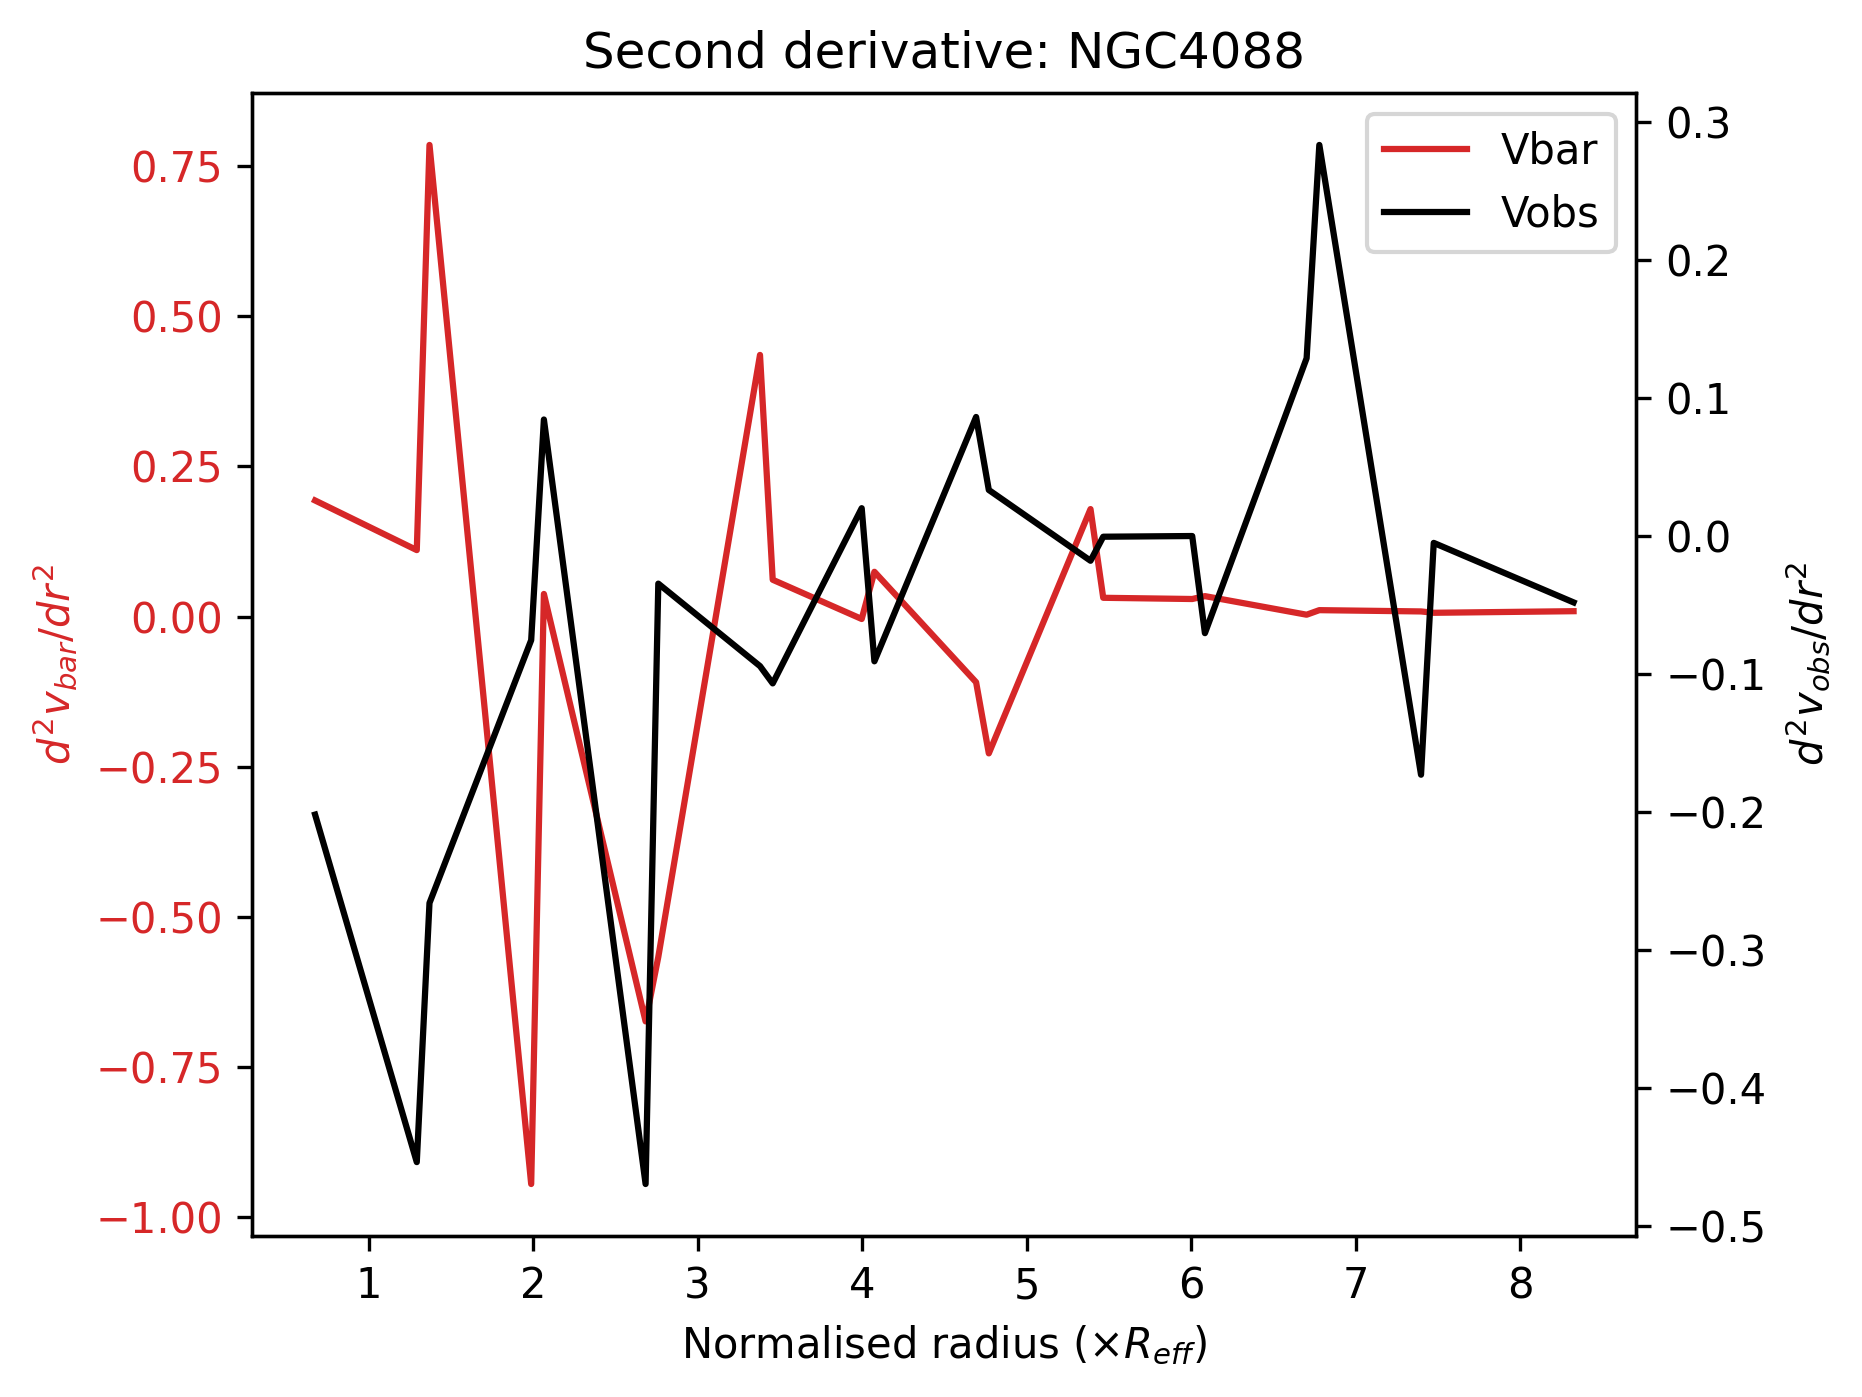 Second derivative: NGC4088
Vbar
Vobs
0.75
0.50
0.25
0.00
−0.25
−0.50
−0.75
−1.00
d²v_bar/dr²
0.3
0.2
0.1
0.0
−0.1
−0.2
−0.3
−0.4
−0.5
d²v_obs/dr²
1 2 3 4 5 6 7 8
Normalised radius (×R_eff)